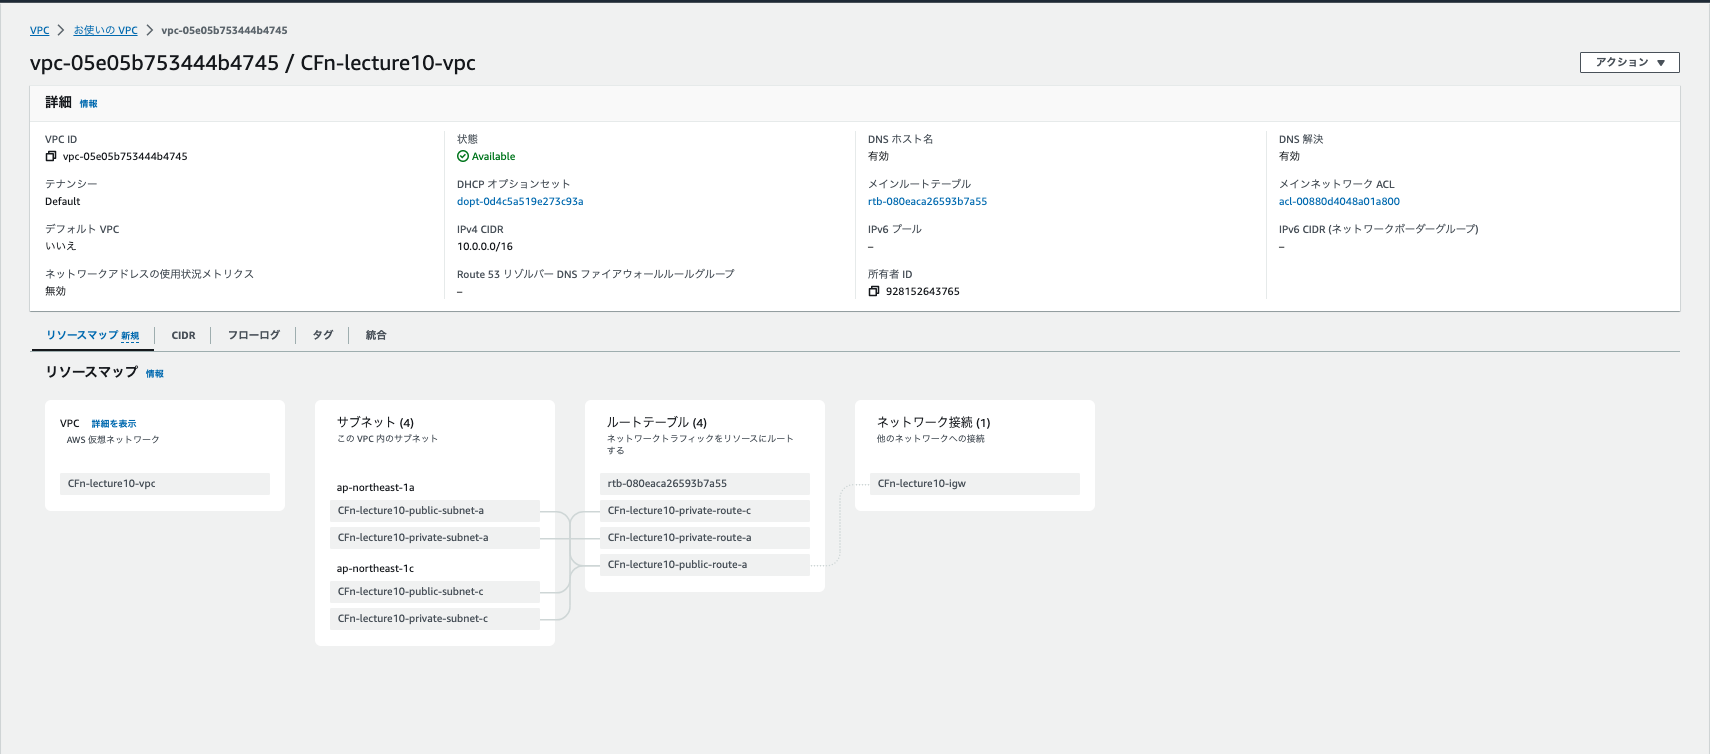 VPC > お使いの VPC > vpc-05e05b753444b4745
vpc-05e05b753444b4745 / CFn-lecture10-vpc
アクション ▼
詳細 情報
VPC ID
vpc-05e05b753444b4745
状態
Available
DNS ホスト名
有効
DNS 解決
有効
テナンシー
Default
DHCP オプションセット
dopt-0d4c5a519e273c93a
メインルートテーブル
rtb-080eaca26593b7a55
メインネットワーク ACL
acl-00880d4048a01a800
デフォルト VPC
いいえ
IPv4 CIDR
10.0.0.0/16
IPv6 プール
–
IPv6 CIDR (ネットワークボーダーグループ)
–
ネットワークアドレスの使用状況メトリクス
無効
Route 53 リゾルバー DNS ファイアウォールルールグループ
–
所有者 ID
928152643765
リソースマップ 新規
CIDR
フローログ
タグ
統合
リソースマップ 情報
VPC 詳細を表示
AWS 仮想ネットワーク
CFn-lecture10-vpc
サブネット (4)
この VPC 内のサブネット
ap-northeast-1a
CFn-lecture10-public-subnet-a
CFn-lecture10-private-subnet-a
ap-northeast-1c
CFn-lecture10-public-subnet-c
CFn-lecture10-private-subnet-c
ルートテーブル (4)
ネットワークトラフィックをリソースにルート
する
rtb-080eaca26593b7a55
CFn-lecture10-private-route-c
CFn-lecture10-private-route-a
CFn-lecture10-public-route-a
ネットワーク接続 (1)
他のネットワークへの接続
CFn-lecture10-igw